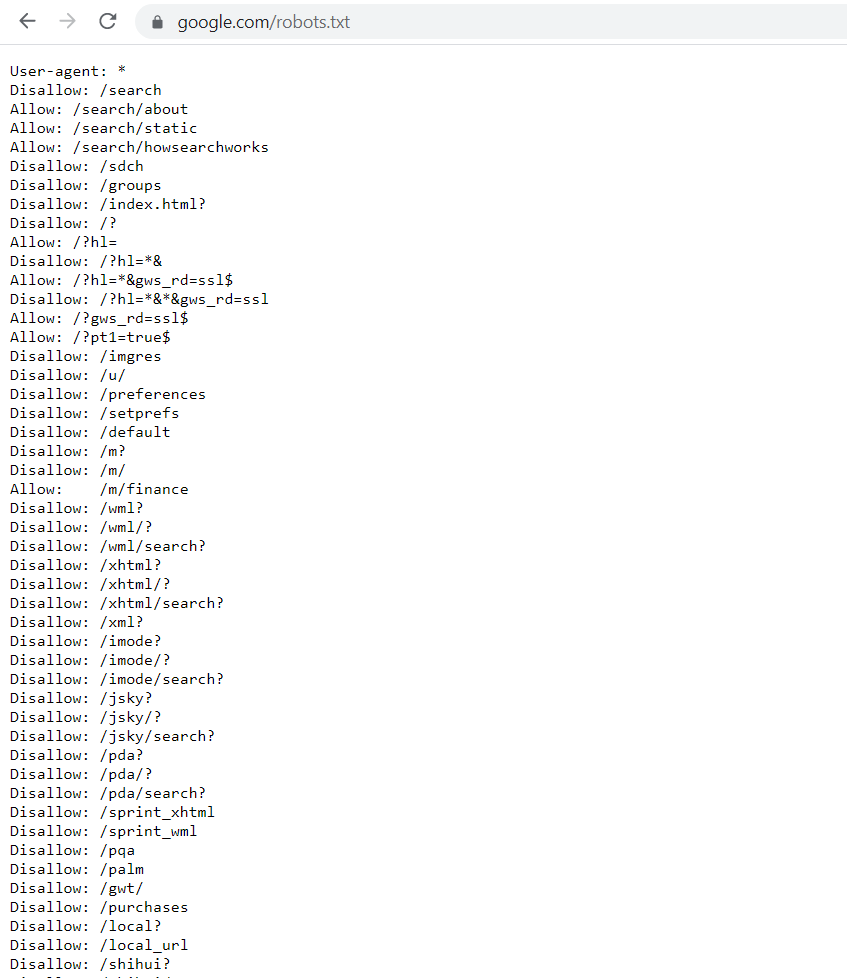 google.com/robots.txt
User-agent: *
Disallow: /search
Allow: /search/about
Allow: /search/static
Allow: /search/howsearchworks
Disallow: /sdch
Disallow: /groups
Disallow: /index.html?
Disallow: /?
Allow: /?hl=
Disallow: /?hl=*&
Allow: /?hl=*&gws_rd=ssl$
Disallow: /?hl=*&*&gws_rd=ssl
Allow: /?gws_rd=ssl$
Allow: /?pt1=true$
Disallow: /imgres
Disallow: /u/
Disallow: /preferences
Disallow: /setprefs
Disallow: /default
Disallow: /m?
Disallow: /m/
Allow:    /m/finance
Disallow: /wml?
Disallow: /wml/?
Disallow: /wml/search?
Disallow: /xhtml?
Disallow: /xhtml/?
Disallow: /xhtml/search?
Disallow: /xml?
Disallow: /imode?
Disallow: /imode/?
Disallow: /imode/search?
Disallow: /jsky?
Disallow: /jsky/?
Disallow: /jsky/search?
Disallow: /pda?
Disallow: /pda/?
Disallow: /pda/search?
Disallow: /sprint_xhtml
Disallow: /sprint_wml
Disallow: /pqa
Disallow: /palm
Disallow: /gwt/
Disallow: /purchases
Disallow: /local?
Disallow: /local_url
Disallow: /shihui?